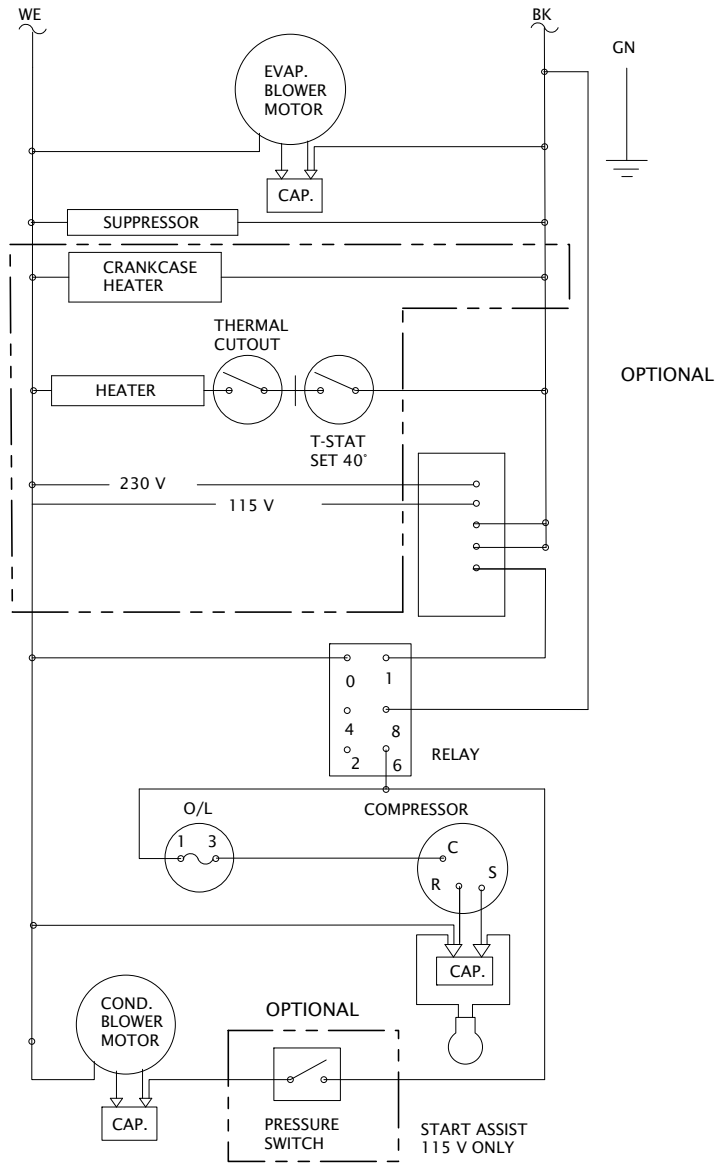 WE
BK
GN
EVAP.
BLOWER
MOTOR
CAP.
SUPPRESSOR
CRANKCASE
HEATER
THERMAL
CUTOUT
OPTIONAL
HEATER
T-STAT
SET 40°
230 V
115 V
0 1
4 8
2 6
RELAY
O/L
COMPRESSOR
1 3
C
R S
CAP.
COND.
BLOWER
MOTOR
OPTIONAL
CAP.
PRESSURE
SWITCH
START ASSIST
115 V ONLY